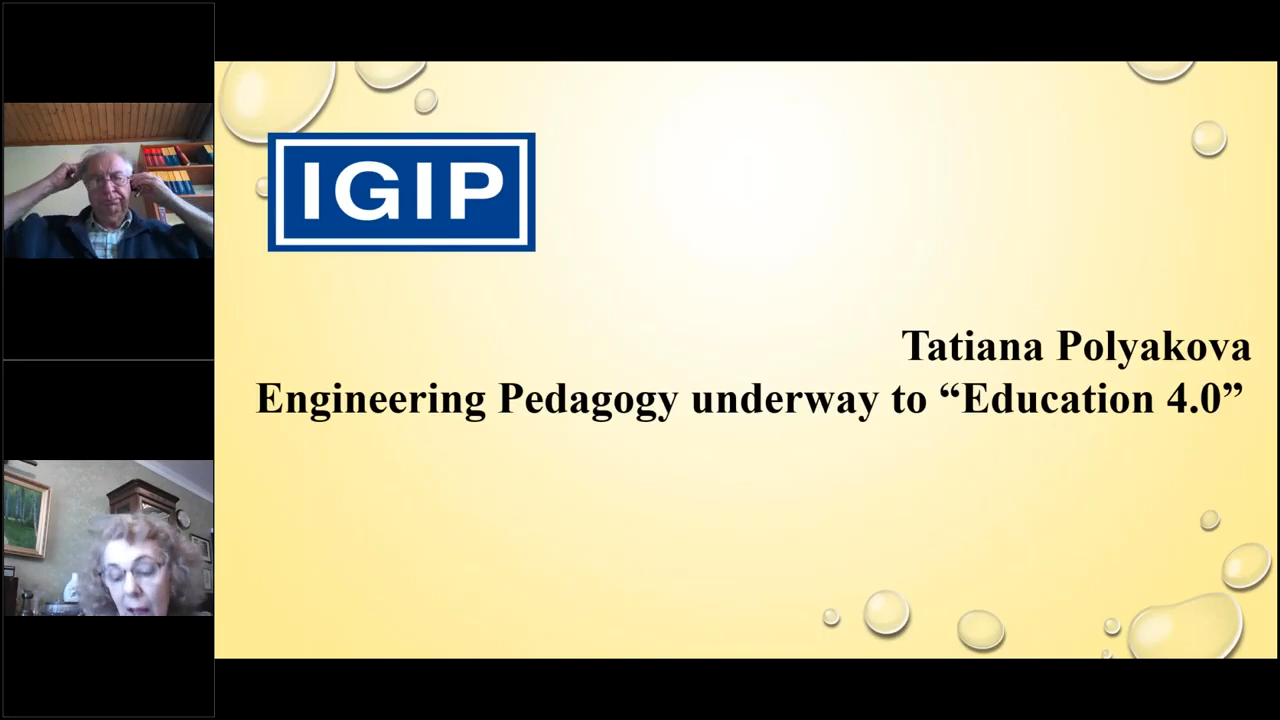 IGIP
Tatiana Polyakova
Engineering Pedagogy underway to “Education 4.0”